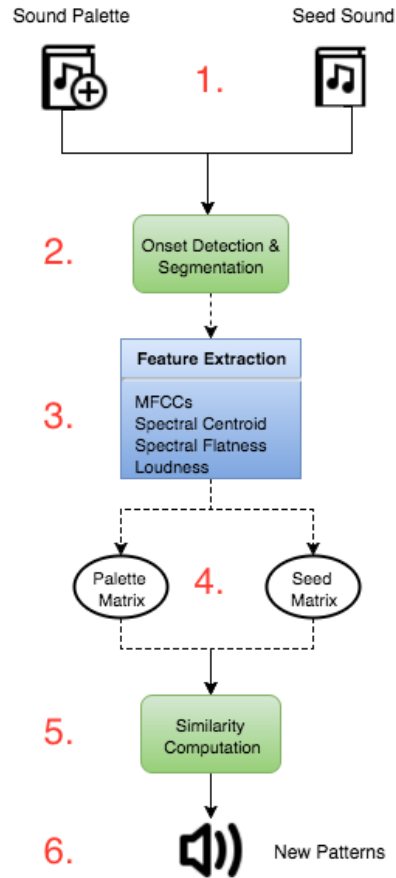 Sound Palette
Seed Sound
1.
2.
Onset Detection &
Segmentation
Feature Extraction
3.
MFCCs
Spectral Centroid
Spectral Flatness
Loudness
Palette
Matrix
4.
Seed
Matrix
5.
Similarity
Computation
6.
New Patterns